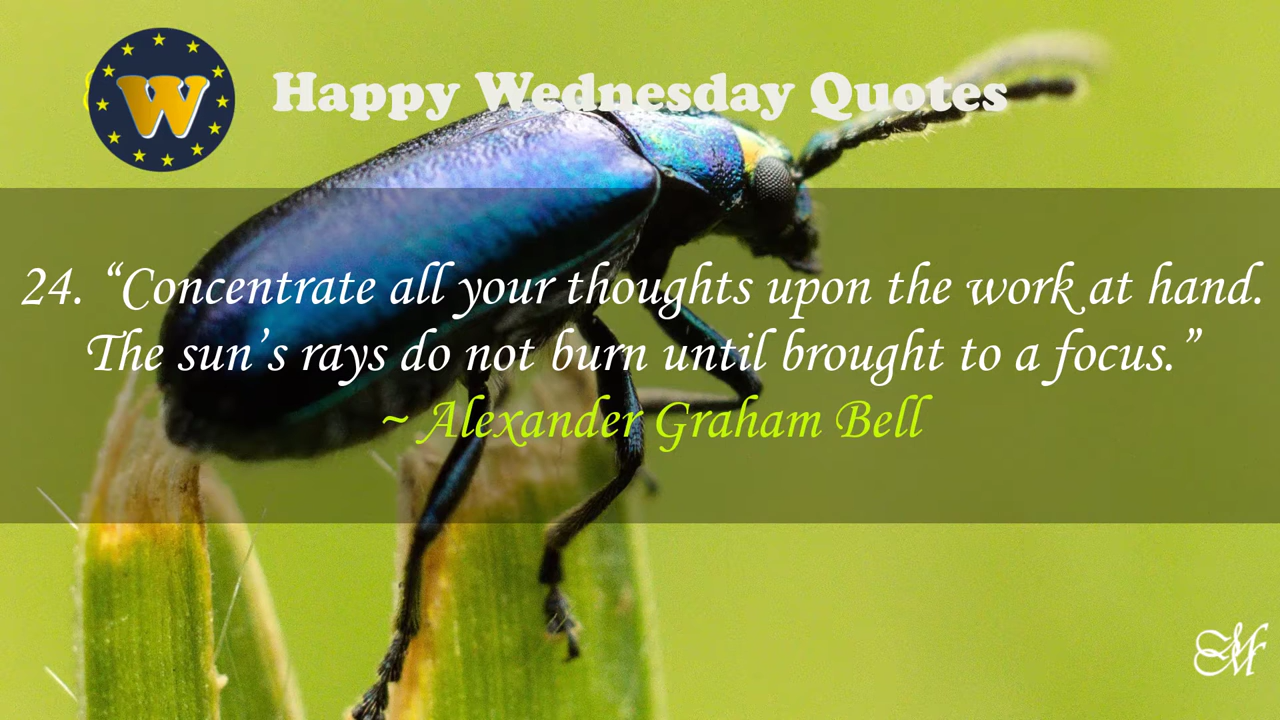 W
Happy Wednesday Quotes
24. “Concentrate all your thoughts upon the work at hand.
The sun’s rays do not burn until brought to a focus.”
~ Alexander Graham Bell